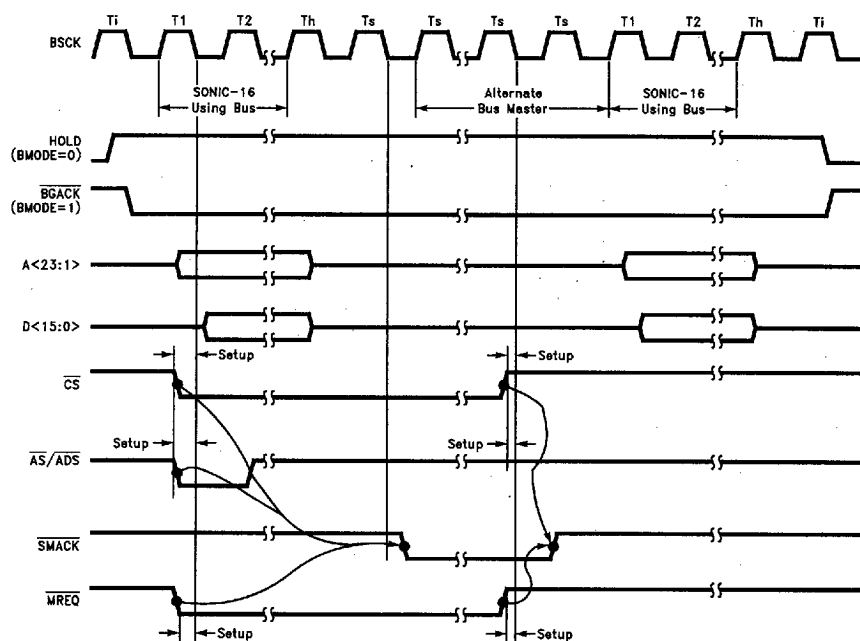 Ti T1 T2 Th Ts Ts Ts Ts T1 T2 Th Ti
BSCK
SONIC-16
Using Bus
Alternate
Bus Master
SONIC-16
Using Bus
HOLD
(BMODE=0)
BGACK
(BMODE=1)
A<23:1>
D<15:0>
Setup Setup
CS
Setup Setup
AS/ADS
SMACK
MREQ
Setup Setup